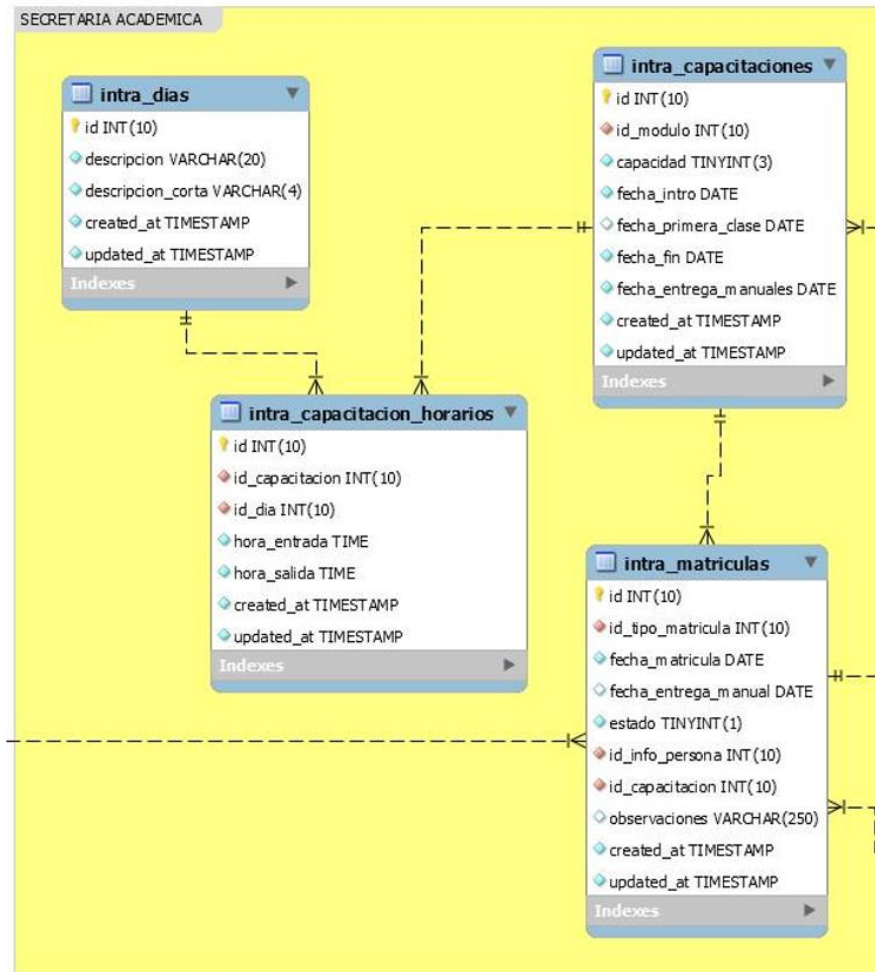 SECRETARIA ACADEMICA
intra_dias
id INT(10)
descripcion VARCHAR(20)
descripcion_corta VARCHAR(4)
created_at TIMESTAMP
updated_at TIMESTAMP
Indexes
intra_capacitaciones
id INT(10)
id_modulo INT(10)
capacidad TINYINT(3)
fecha_intro DATE
fecha_primera_clase DATE
fecha_fin DATE
fecha_entrega_manuales DATE
created_at TIMESTAMP
updated_at TIMESTAMP
Indexes
intra_capacitacion_horarios
id INT(10)
id_capacitacion INT(10)
id_dia INT(10)
hora_entrada TIME
hora_salida TIME
created_at TIMESTAMP
updated_at TIMESTAMP
Indexes
intra_matriculas
id INT(10)
id_tipo_matricula INT(10)
fecha_matricula DATE
fecha_entrega_manual DATE
estado TINYINT(1)
id_info_persona INT(10)
id_capacitacion INT(10)
observaciones VARCHAR(250)
created_at TIMESTAMP
updated_at TIMESTAMP
Indexes